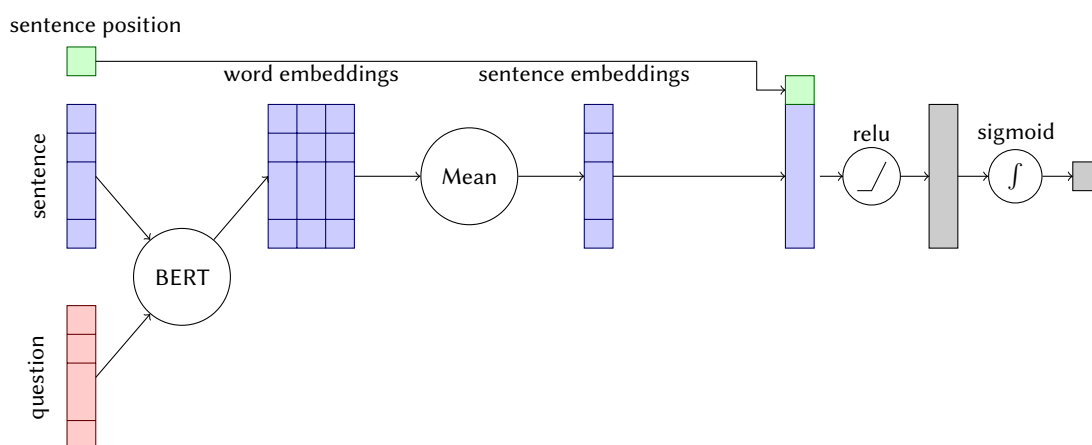 sentence position
word embeddings
sentence embeddings
relu
sigmoid
sentence
Mean
∫
BERT
question